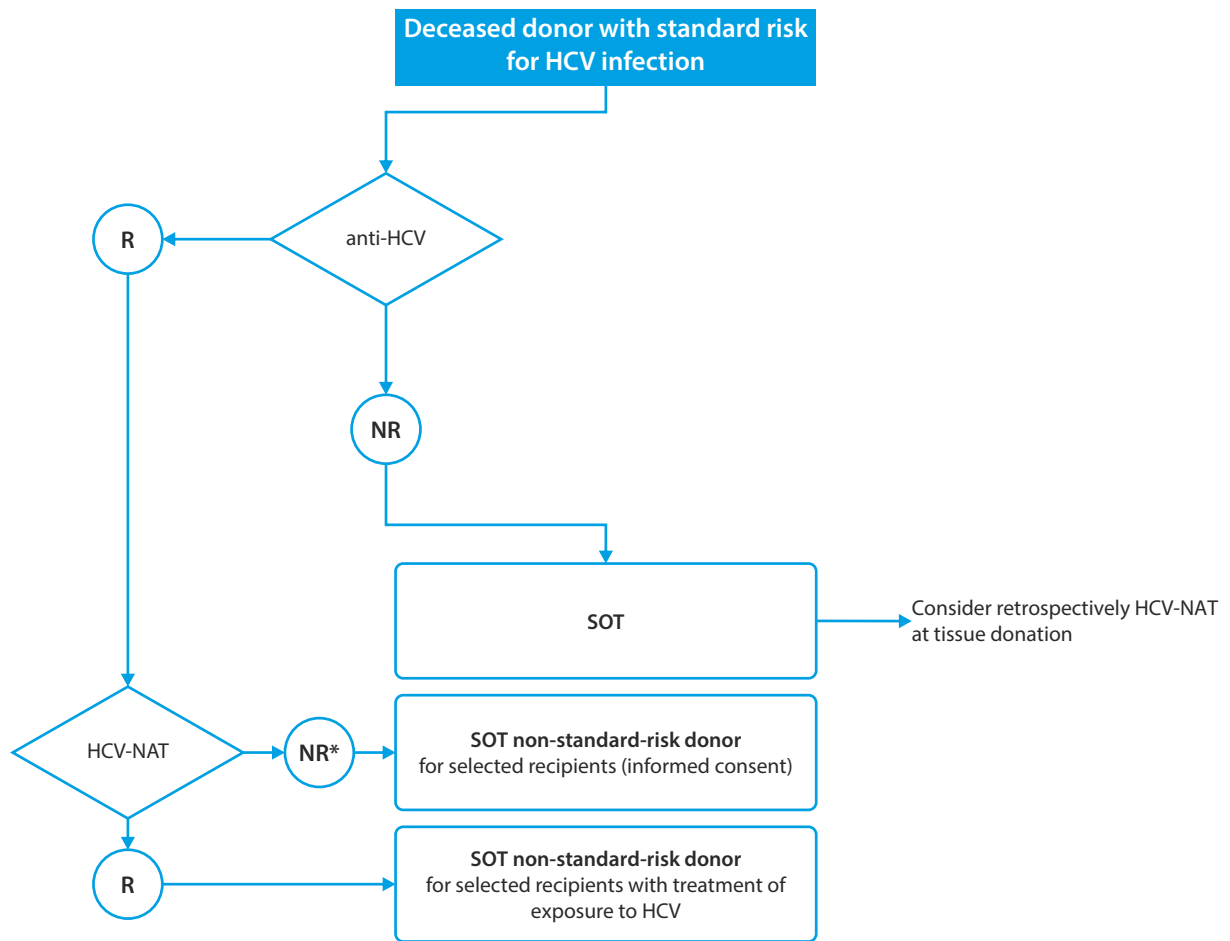 Deceased donor with standard risk
for HCV infection
anti-HCV
R
NR
SOT
Consider retrospectively HCV-NAT
at tissue donation
HCV-NAT
NR*
SOT non-standard-risk donor
for selected recipients (informed consent)
R
SOT non-standard-risk donor
for selected recipients with treatment of
exposure to HCV